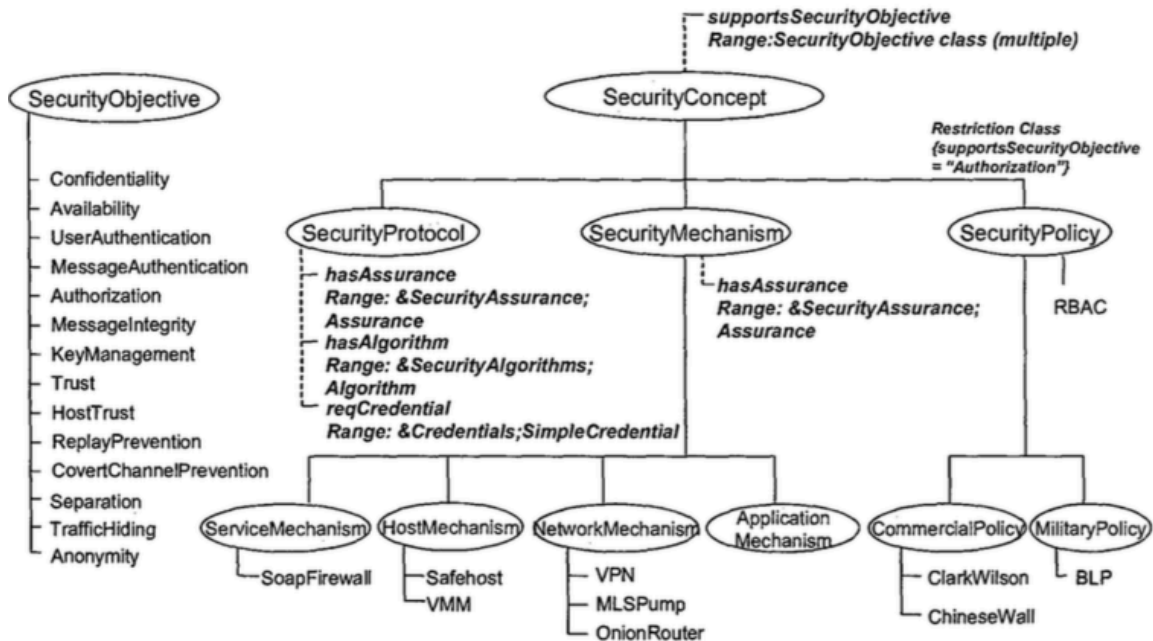 supportsSecurityObjective
Range:SecurityObjective class (multiple)
SecurityObjective
SecurityConcept
Restriction Class
{supportsSecurityObjective
= "Authorization"}
Confidentiality
Availability
UserAuthentication
MessageAuthentication
Authorization
MessageIntegrity
KeyManagement
Trust
HostTrust
ReplayPrevention
CovertChannelPrevention
Separation
TrafficHiding
Anonymity
SecurityProtocol
hasAssurance
Range: &SecurityAssurance;
Assurance
hasAlgorithm
Range: &SecurityAlgorithms;
Algorithm
reqCredential
Range: &Credentials;SimpleCredential
SecurityMechanism
hasAssurance
Range: &SecurityAssurance;
Assurance
SecurityPolicy
RBAC
ServiceMechanism
SoapFirewall
HostMechanism
Safehost
VMM
NetworkMechanism
VPN
MLSPump
OnionRouter
Application
Mechanism
CommercialPolicy
ClarkWilson
ChineseWall
MilitaryPolicy
BLP